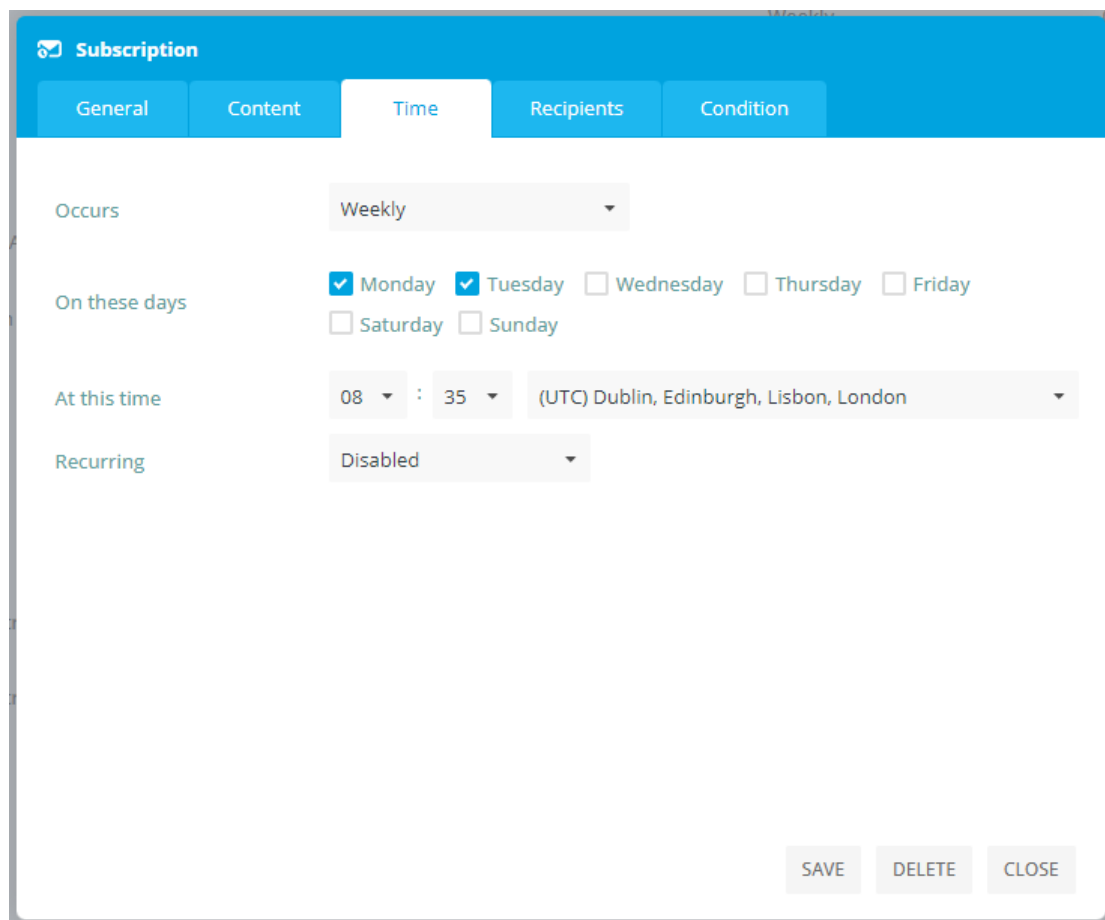 Weekly
Subscription
General Content Time Recipients Condition
Occurs Weekly
On these days Monday Tuesday Wednesday Thursday Friday
Saturday Sunday
At this time 08 : 35 (UTC) Dublin, Edinburgh, Lisbon, London
Recurring Disabled
SAVE DELETE CLOSE